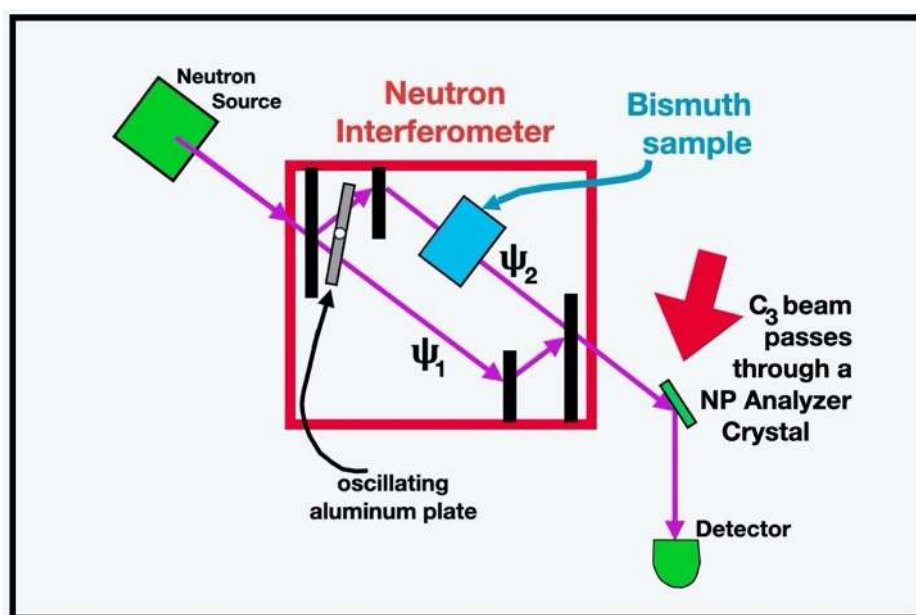 Neutron
Source
Neutron
Interferometer
Bismuth
sample
Ψ2
Ψ1
C3 beam
passes
through a
NP Analyzer
Crystal
oscillating
aluminum plate
Detector